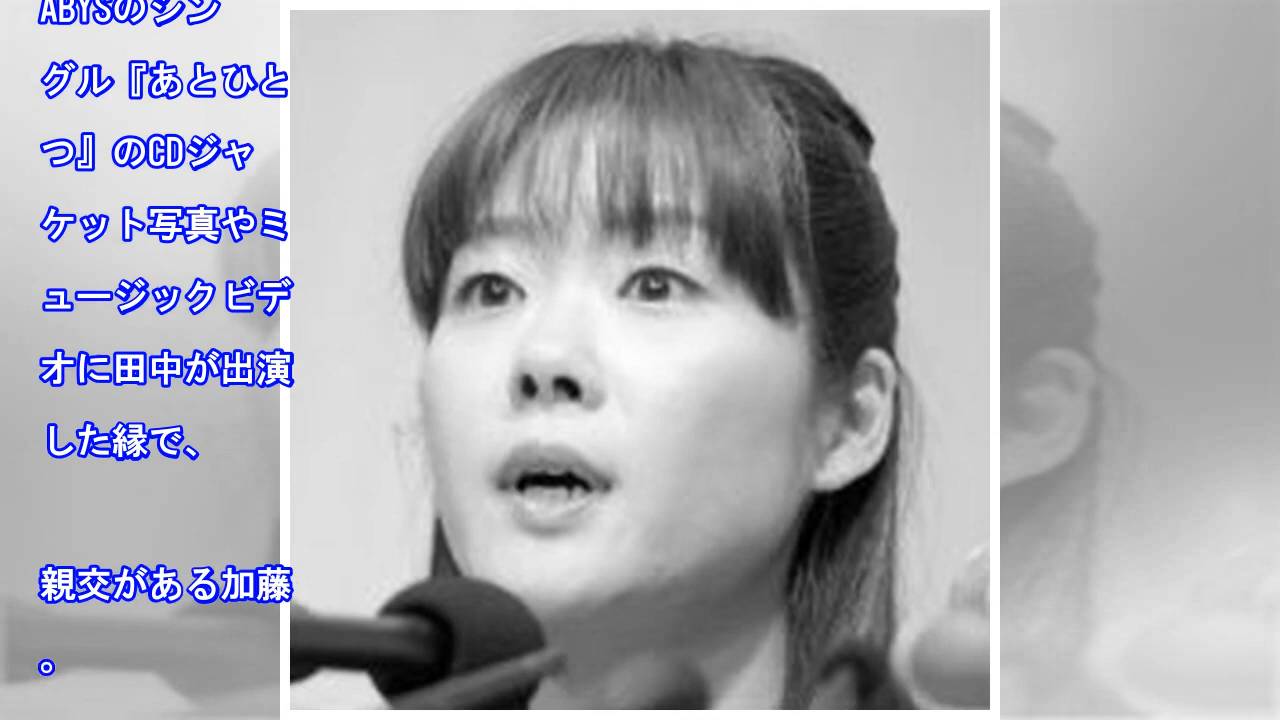 ABYSのシン
グル『あとひと
つ』のCDジャ
ケット写真やミ
ュージックビデ
オに田中が出演
した縁で、
親交がある加藤
。